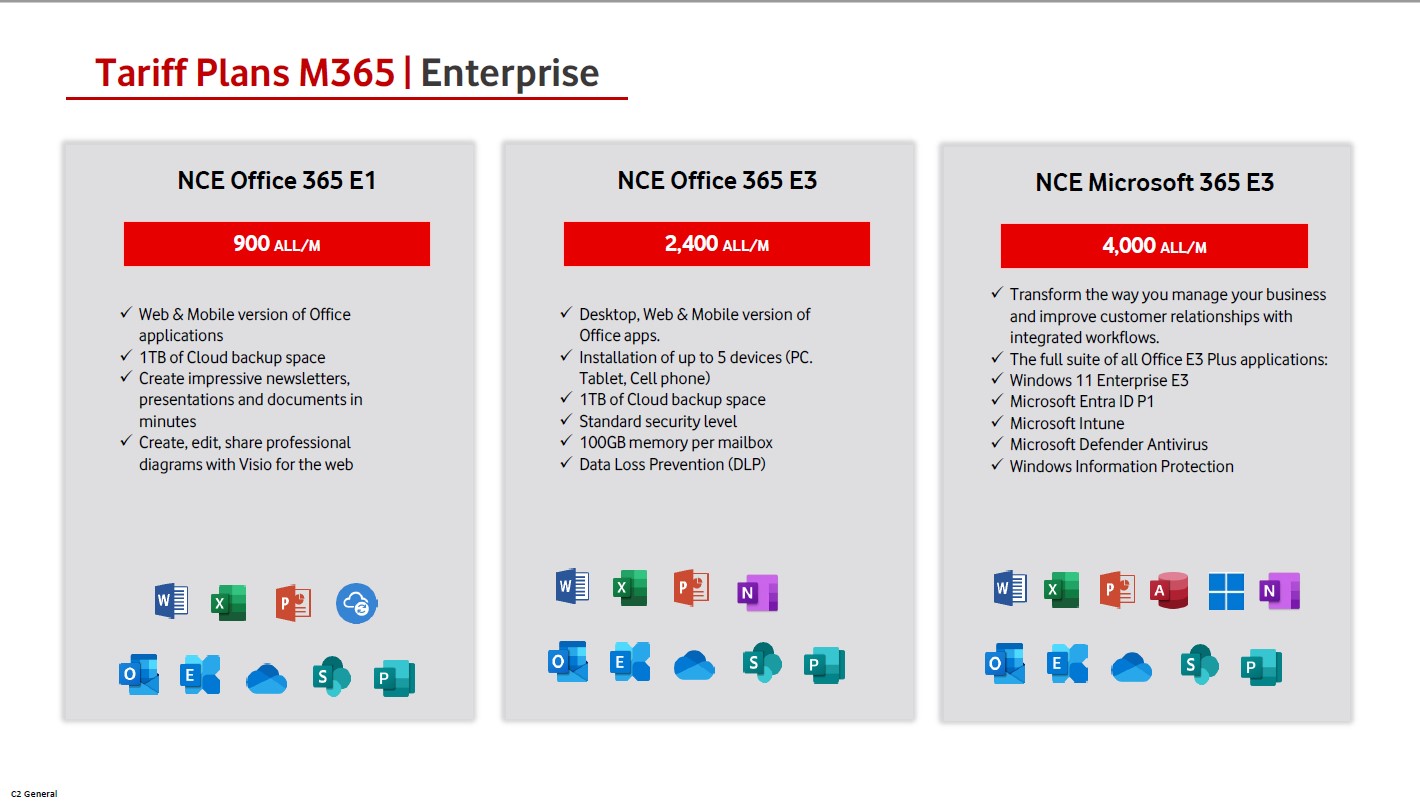 Tariff Plans M365 | Enterprise
NCE Office 365 E1
900 ALL/M
✓ Web & Mobile version of Office
applications
✓ 1TB of Cloud backup space
✓ Create impressive newsletters,
presentations and documents in
minutes
✓ Create, edit, share professional
diagrams with Visio for the web
W X P
O E S P
NCE Office 365 E3
2,400 ALL/M
✓ Desktop, Web & Mobile version of
Office apps.
✓ Installation of up to 5 devices (PC.
Tablet, Cell phone)
✓ 1TB of Cloud backup space
✓ Standard security level
✓ 100GB memory per mailbox
✓ Data Loss Prevention (DLP)
W X P N
O E S P
NCE Microsoft 365 E3
4,000 ALL/M
✓ Transform the way you manage your business
and improve customer relationships with
integrated workflows.
✓ The full suite of all Office E3 Plus applications:
✓ Windows 11 Enterprise E3
✓ Microsoft Entra ID P1
✓ Microsoft Intune
✓ Microsoft Defender Antivirus
✓ Windows Information Protection
W X P A N
O E S P
C2 General